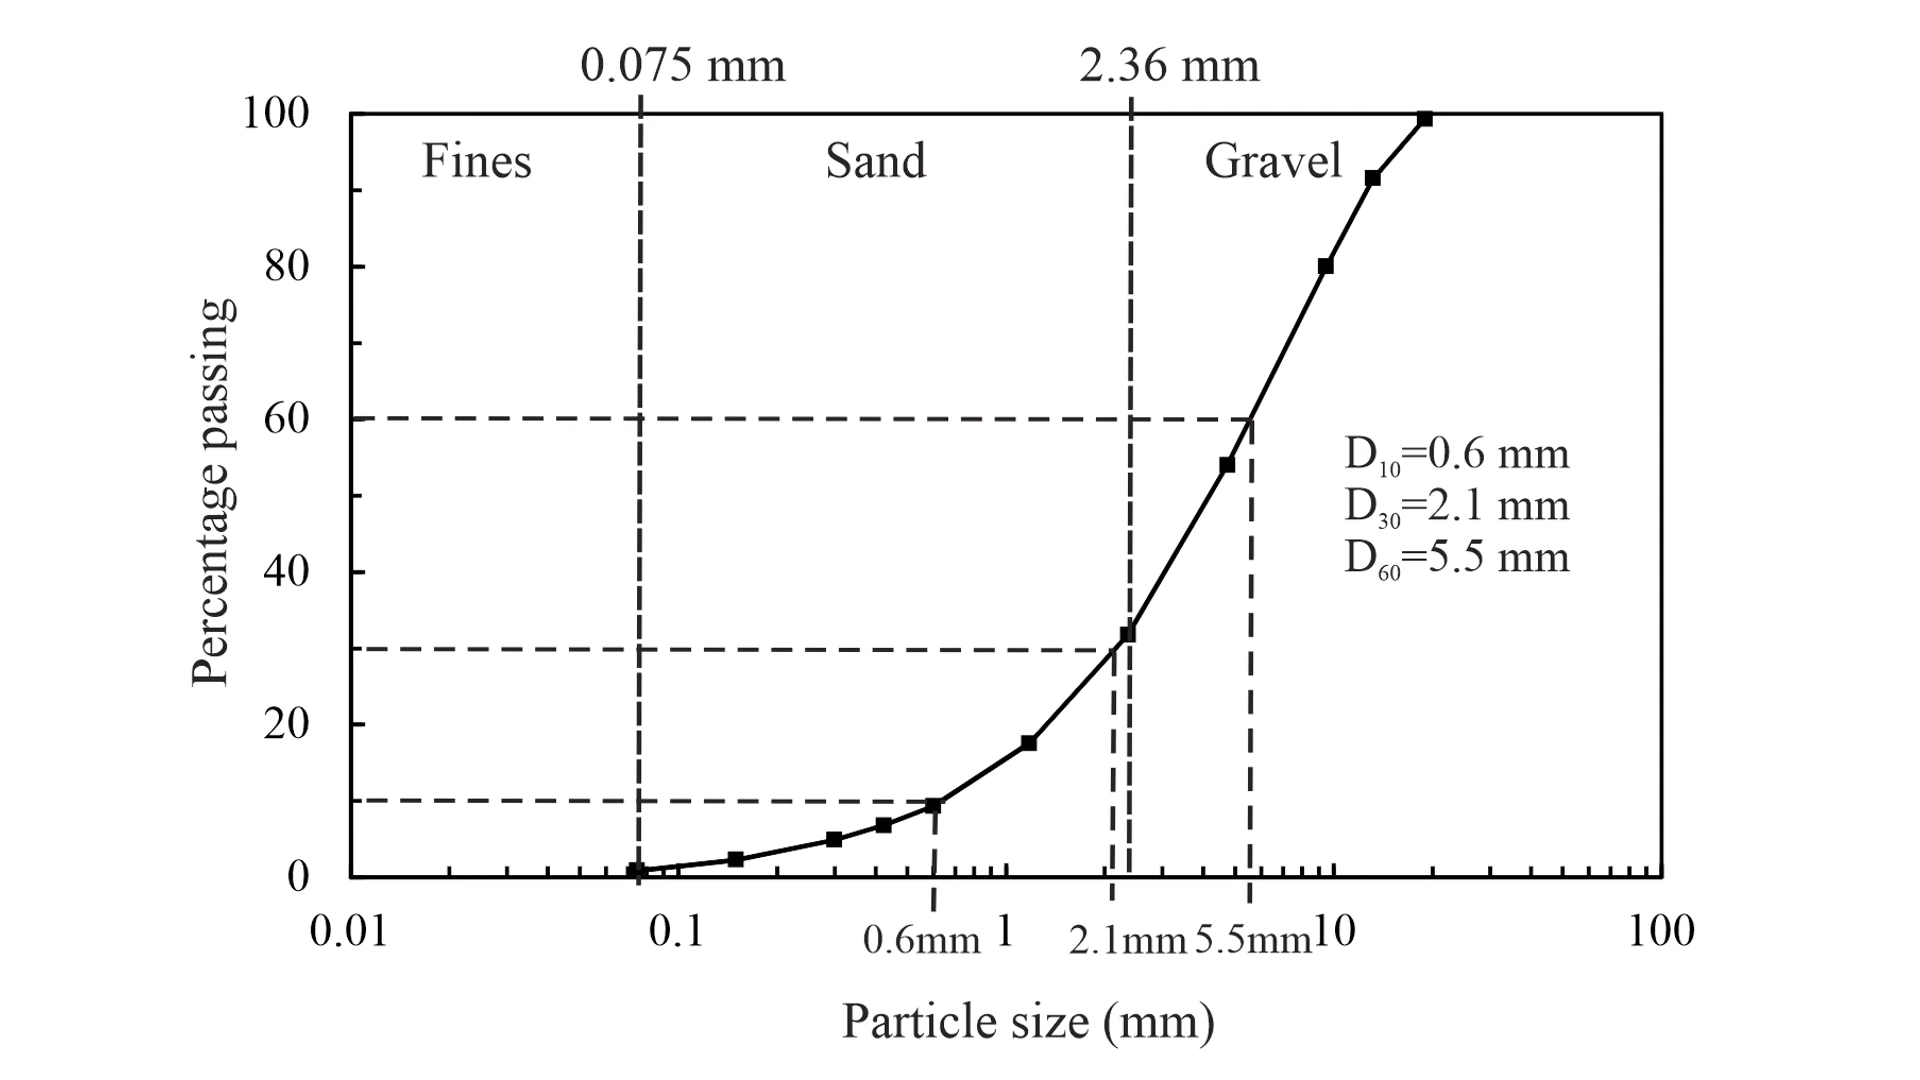 0.075 mm 2.36 mm
100
Fines Sand Gravel
80
60
D10=0.6 mm
D30=2.1 mm
D60=5.5 mm
40
20
0
Percentage passing
0.01 0.1 0.6mm 1 2.1mm 5.5mm 10 100
Particle size (mm)